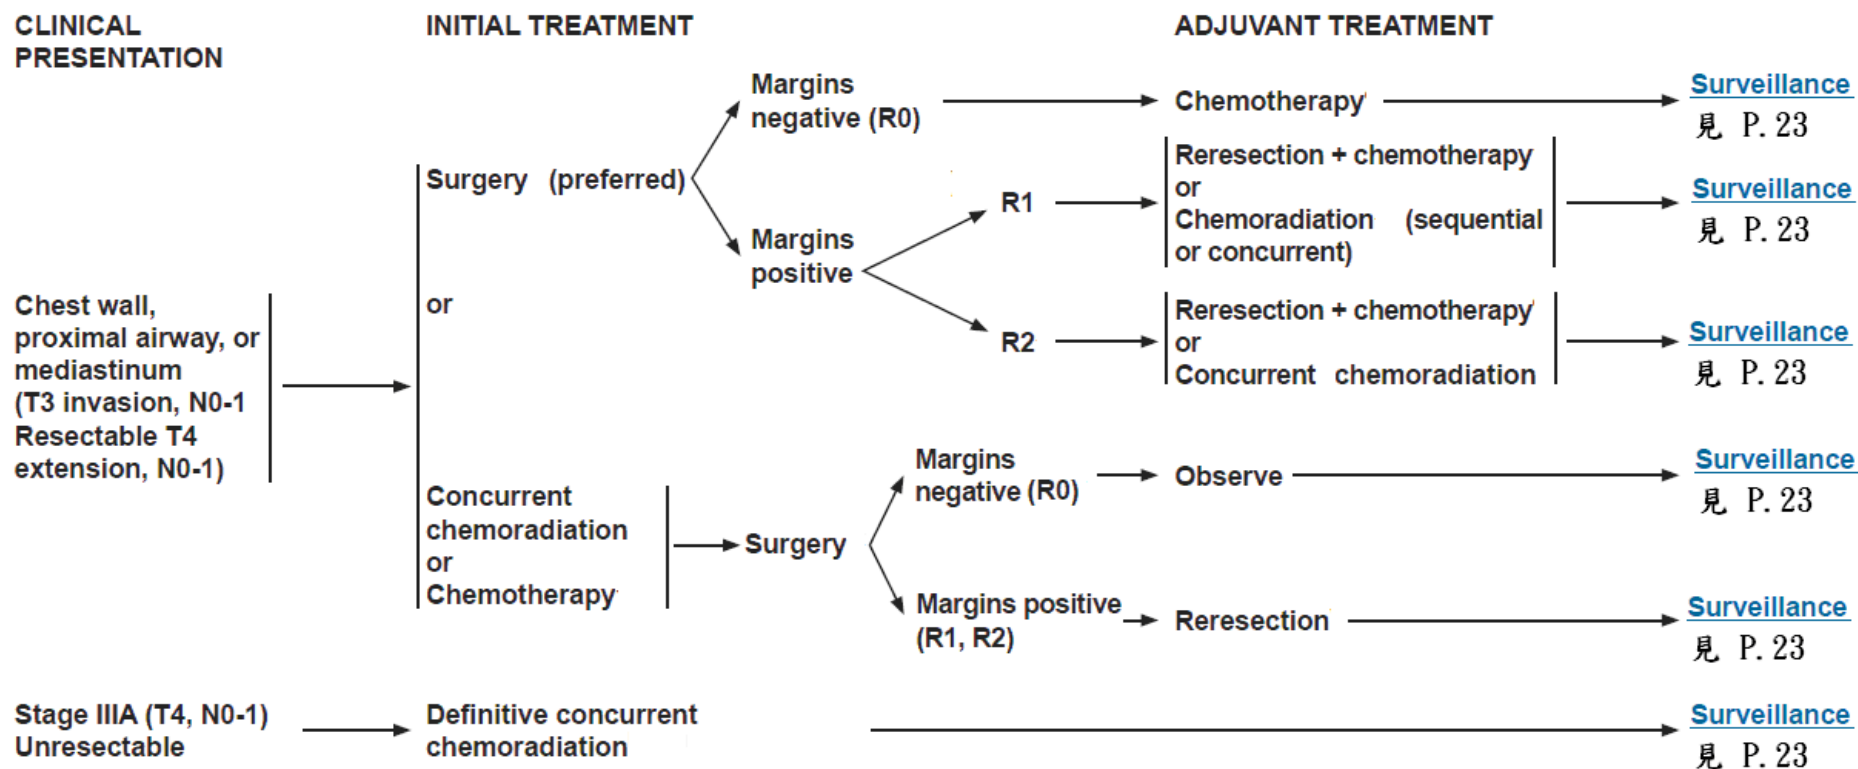 CLINICAL
PRESENTATION
INITIAL TREATMENT
ADJUVANT TREATMENT
Chest wall,
proximal airway, or
mediastinum
(T3 invasion, N0-1
Resectable T4
extension, N0-1)
Surgery (preferred)
or
Concurrent
chemoradiation
or
Chemotherapy
Margins
negative (R0)
Chemotherapy
Surveillance
見 P.23
Margins
positive
R1
Reresection + chemotherapy
or
Chemoradiation (sequential
or concurrent)
Surveillance
見 P.23
R2
Reresection + chemotherapy
or
Concurrent chemoradiation
Surveillance
見 P.23
Surgery
Margins
negative (R0)
Observe
Surveillance
見 P.23
Margins positive
(R1, R2)
Reresection
Surveillance
見 P.23
Stage IIIA (T4, N0-1)
Unresectable
Definitive concurrent
chemoradiation
Surveillance
見 P.23